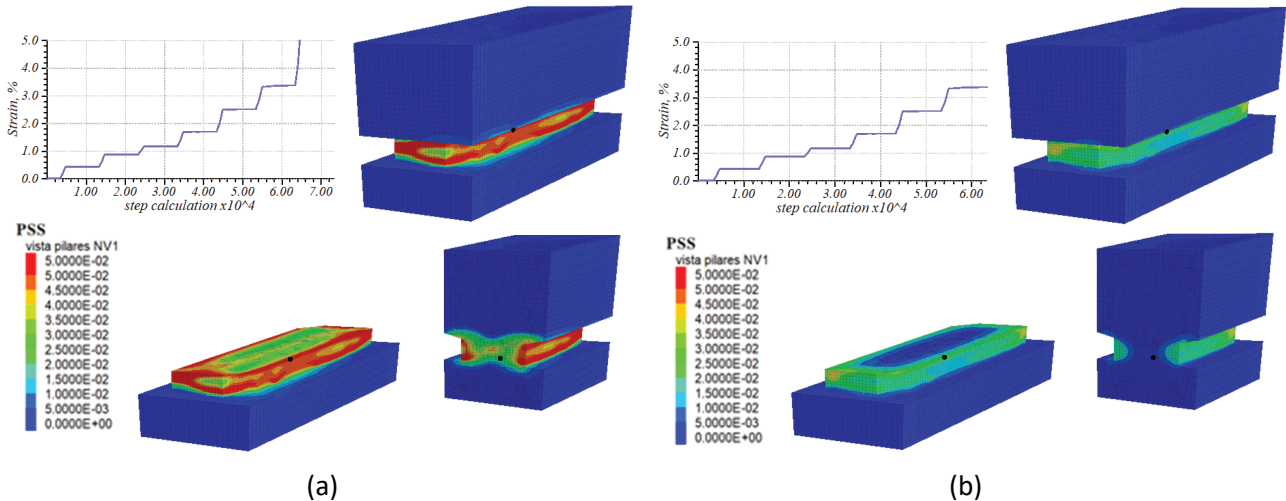 5.0
4.0
3.0
2.0
1.0
0.0
Strain, %
1.00 2.00 3.00 4.00 5.00 6.00 7.00
step calculation x10^4
PSS
vista pilares NV1
5.0000E-02
5.0000E-02
4.5000E-02
4.0000E-02
3.5000E-02
3.0000E-02
2.5000E-02
2.0000E-02
1.5000E-02
1.0000E-02
5.0000E-03
0.0000E+00
(a)
5.0
4.0
3.0
2.0
1.0
0.0
Strain, %
1.00 2.00 3.00 4.00 5.00 6.00
step calculation x10^4
PSS
vista pilares NV1
5.0000E-02
5.0000E-02
4.5000E-02
4.0000E-02
3.5000E-02
3.0000E-02
2.5000E-02
2.0000E-02
1.5000E-02
1.0000E-02
5.0000E-03
0.0000E+00
(b)